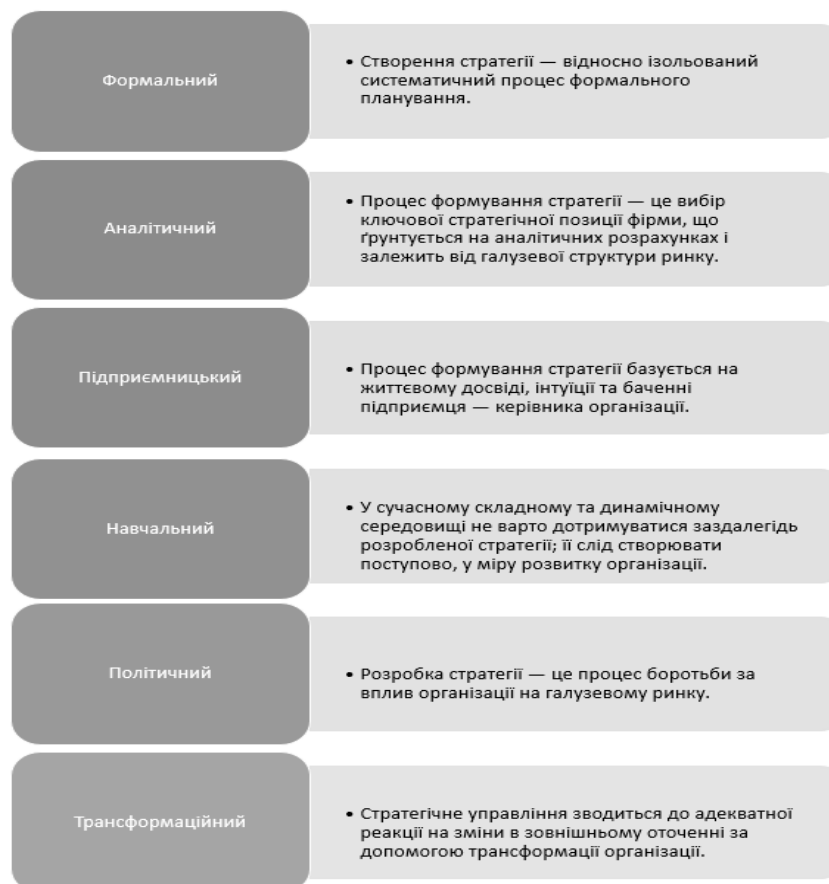 Формальний
• Створення стратегії — відносно ізольований
систематичний процес формального
планування.
Аналітичний
• Процес формування стратегії — це вибір
ключової стратегічної позиції фірми, що
ґрунтується на аналітичних розрахунках і
залежить від галузевої структури ринку.
Підприємницький
• Процес формування стратегії базується на
життєвому досвіді, інтуїції та баченні
підприємця — керівника організації.
Навчальний
• У сучасному складному та динамічному
середовищі не варто дотримуватися заздалегідь
розробленої стратегії; її слід створювати
поступово, у міру розвитку організації.
Політичний
• Розробка стратегії — це процес боротьби за
вплив організації на галузевому ринку.
Трансформаційний
• Стратегічне управління зводиться до адекватної
реакції на зміни в зовнішньому оточенні за
допомогою трансформації організації.